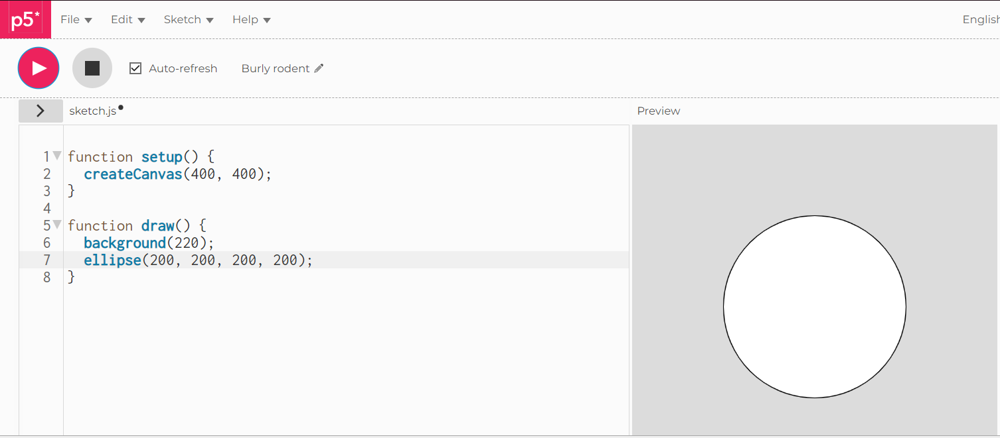 p5* File Edit Sketch Help English
Auto-refresh Burly rodent
sketch.js Preview
1 function setup() {
2 createCanvas(400, 400);
3 }
4
5 function draw() {
6 background(220);
7 ellipse(200, 200, 200, 200);
8 }